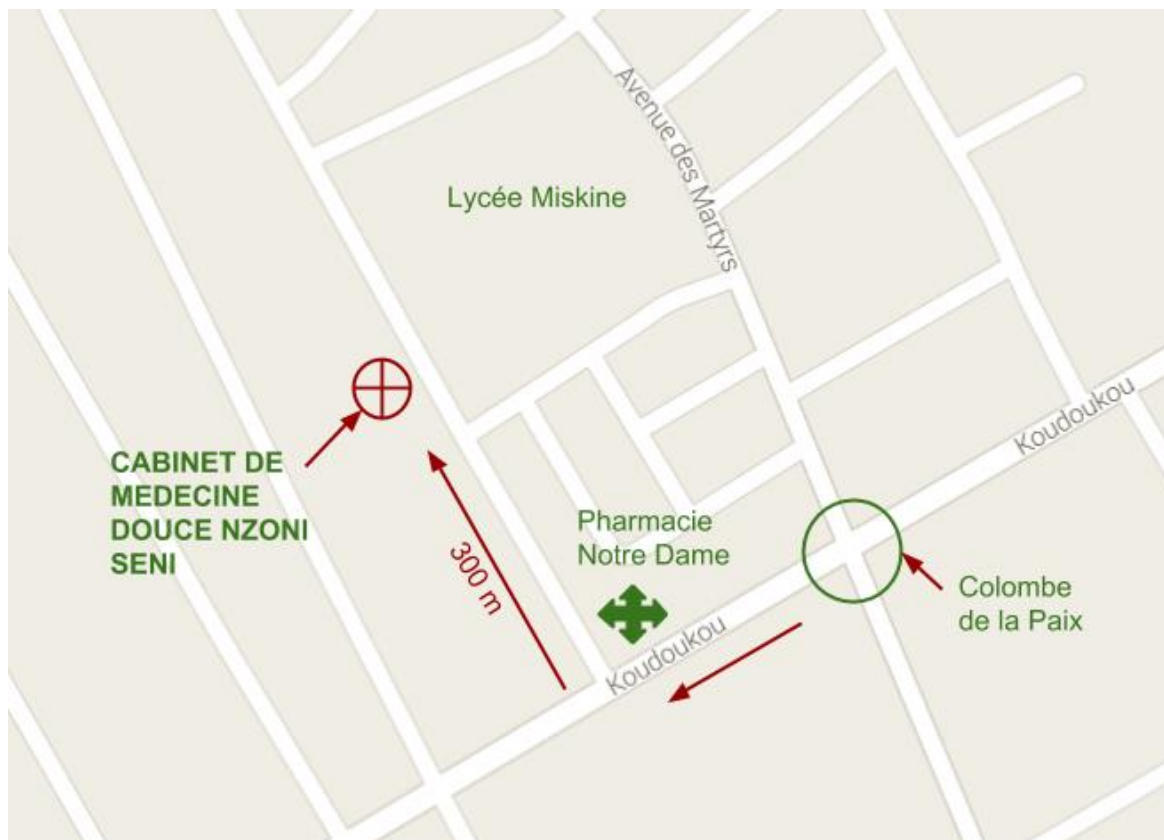 Avenue des Martyrs
Lycée Miskine
Koudoukou
CABINET DE
MEDECINE
DOUCE NZONI
SENI
300 m
Pharmacie
Notre Dame
Colombe
de la Paix
Koudoukou